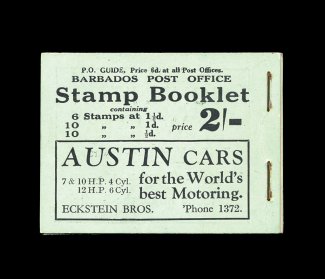 P.O. GUIDE, Price 6d. at all Post Offices.
BARBADOS POST OFFICE
Stamp Booklet
containing
6 Stamps at 1½d.
10 „ „ 1d.
10 „ „ ½d.
price 2/-
AUSTIN CARS
7 & 10 H.P. 4 Cyl.
12 H.P. 6 Cyl.
for the World's
best Motoring.
ECKSTEIN BROS. 'Phone 1372.